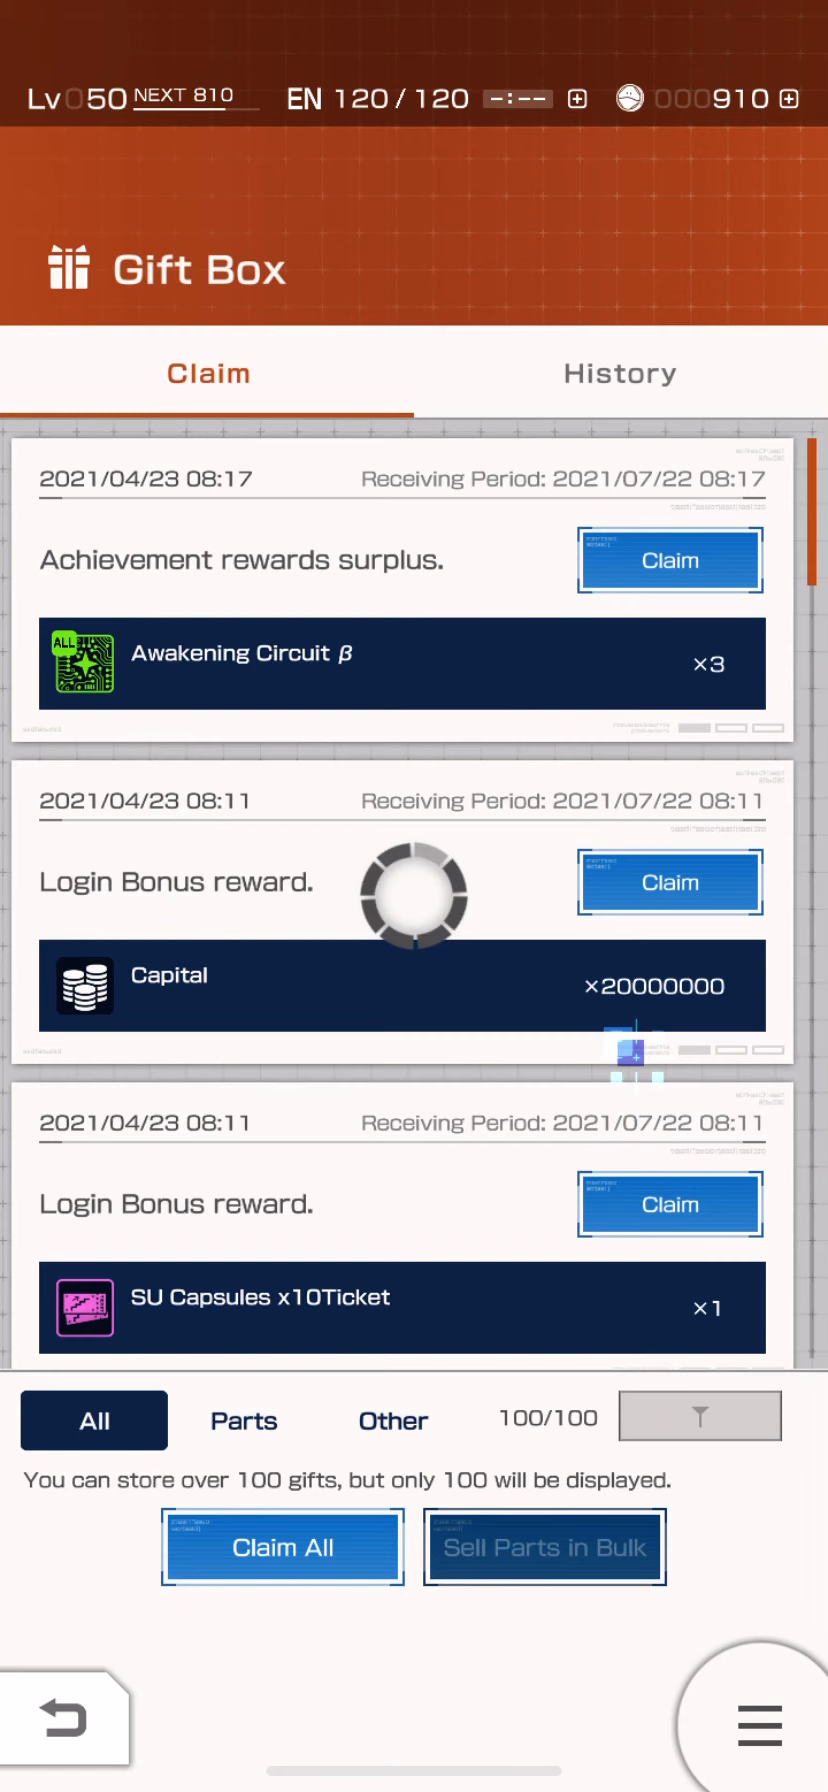 Lv 050 NEXT 810 EN 120/120 -:-- 000910
Gift Box
Claim History
2021/04/23 08:17 Receiving Period: 2021/07/22 08:17
Achievement rewards surplus. Claim
ALL Awakening Circuit β ×3
2021/04/23 08:11 Receiving Period: 2021/07/22 08:11
Login Bonus reward. Claim
Capital ×20000000
2021/04/23 08:11 Receiving Period: 2021/07/22 08:11
Login Bonus reward. Claim
SU Capsules x10Ticket ×1
All Parts Other 100/100
You can store over 100 gifts, but only 100 will be displayed.
Claim All Sell Parts in Bulk